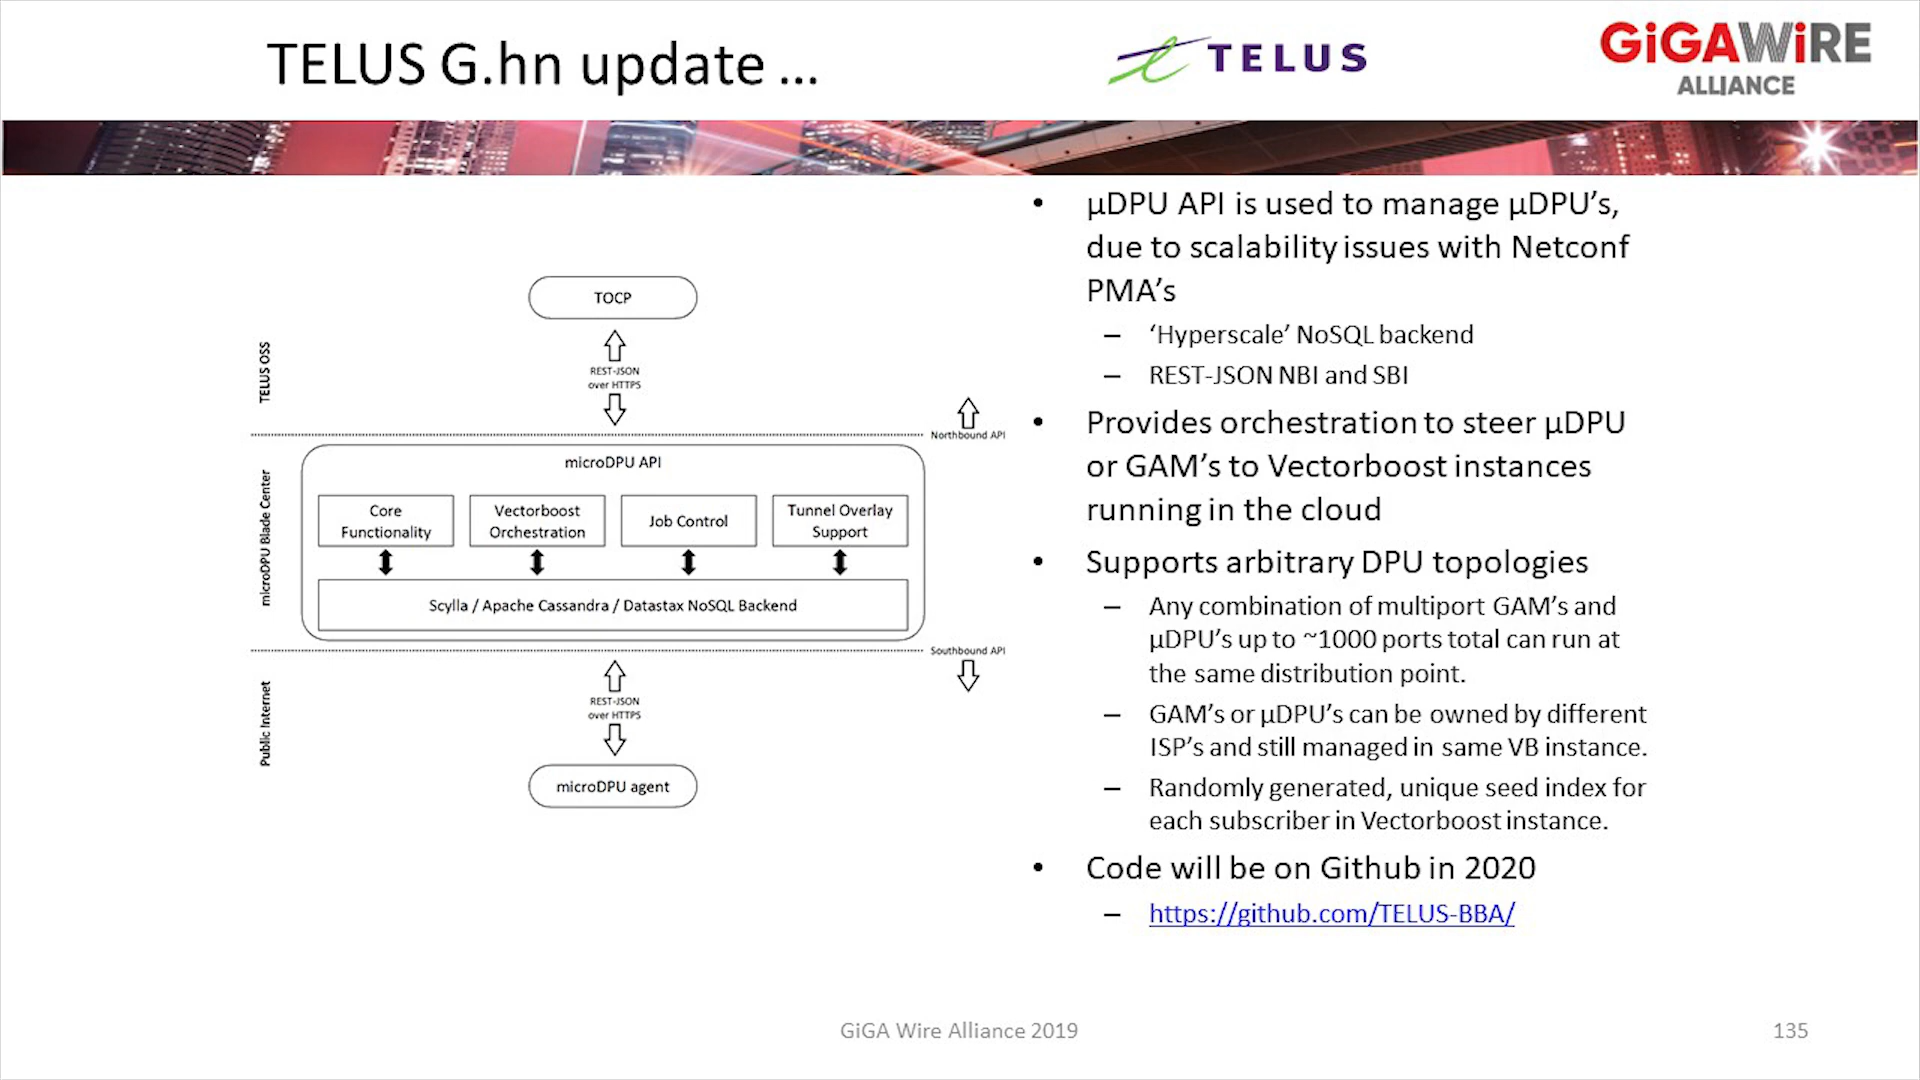 TELUS G.hn update ...
TELUS
GiGAWiRE
ALLIANCE
TOCP
REST-JSON
over HTTPS
TELUS OSS
Northbound API
microDPU API
Core
Functionality
Vectorboost
Orchestration
Job Control
Tunnel Overlay
Support
Scylla / Apache Cassandra / Datastax NoSQL Backend
microDPU Blade Center
Southbound API
REST-JSON
over HTTPS
Public Internet
microDPU agent
• µDPU API is used to manage µDPU’s,
due to scalability issues with Netconf
PMA’s
– ‘Hyperscale’ NoSQL backend
– REST-JSON NBI and SBI
• Provides orchestration to steer µDPU
or GAM’s to Vectorboost instances
running in the cloud
• Supports arbitrary DPU topologies
– Any combination of multiport GAM’s and
µDPU’s up to ~1000 ports total can run at
the same distribution point.
– GAM’s or µDPU’s can be owned by different
ISP’s and still managed in same VB instance.
– Randomly generated, unique seed index for
each subscriber in Vectorboost instance.
• Code will be on Github in 2020
– https://github.com/TELUS-BBA/
GiGA Wire Alliance 2019
135